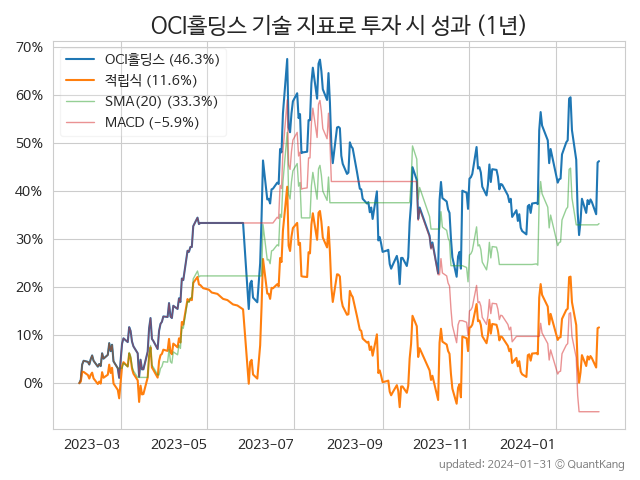 OCI홀딩스 기술 지표로 투자 시 성과 (1년)
70%
60%
50%
40%
30%
20%
10%
0%
OCI홀딩스 (46.3%)
적립식 (11.6%)
SMA(20) (33.3%)
MACD (-5.9%)
2023-03 2023-05 2023-07 2023-09 2023-11 2024-01
updated: 2024-01-31 © QuantKang